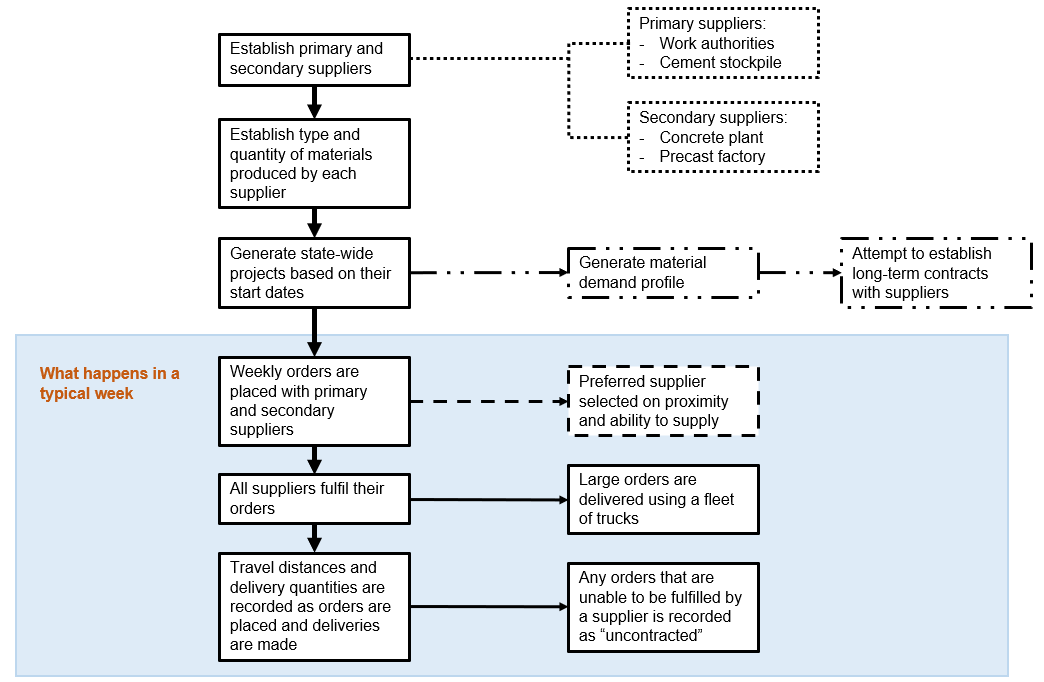 Establish primary and
secondary suppliers
Primary suppliers:
- Work authorities
- Cement stockpile
Secondary suppliers:
- Concrete plant
- Precast factory
Establish type and
quantity of materials
produced by each
supplier
Generate state-wide
projects based on their
start dates
Generate material
demand profile
Attempt to establish
long-term contracts
with suppliers
What happens in a
typical week
Weekly orders are
placed with primary
and secondary
suppliers
Preferred supplier
selected on proximity
and ability to supply
All suppliers fulfil their
orders
Large orders are
delivered using a fleet
of trucks
Travel distances and
delivery quantities are
recorded as orders are
placed and deliveries
are made
Any orders that are
unable to be fulfilled by
a supplier is recorded
as “uncontracted”